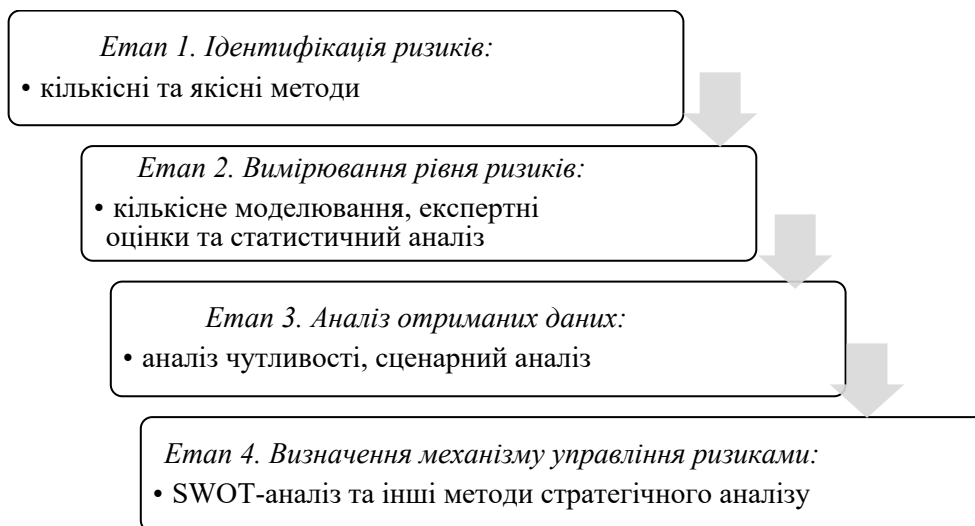 Етап 1. Ідентифікація ризиків:
• кількісні та якісні методи
Етап 2. Вимірювання рівня ризиків:
• кількісне моделювання, експертні
оцінки та статистичний аналіз
Етап 3. Аналіз отриманих даних:
• аналіз чутливості, сценарний аналіз
Етап 4. Визначення механізму управління ризиками:
• SWOT-аналіз та інші методи стратегічного аналізу